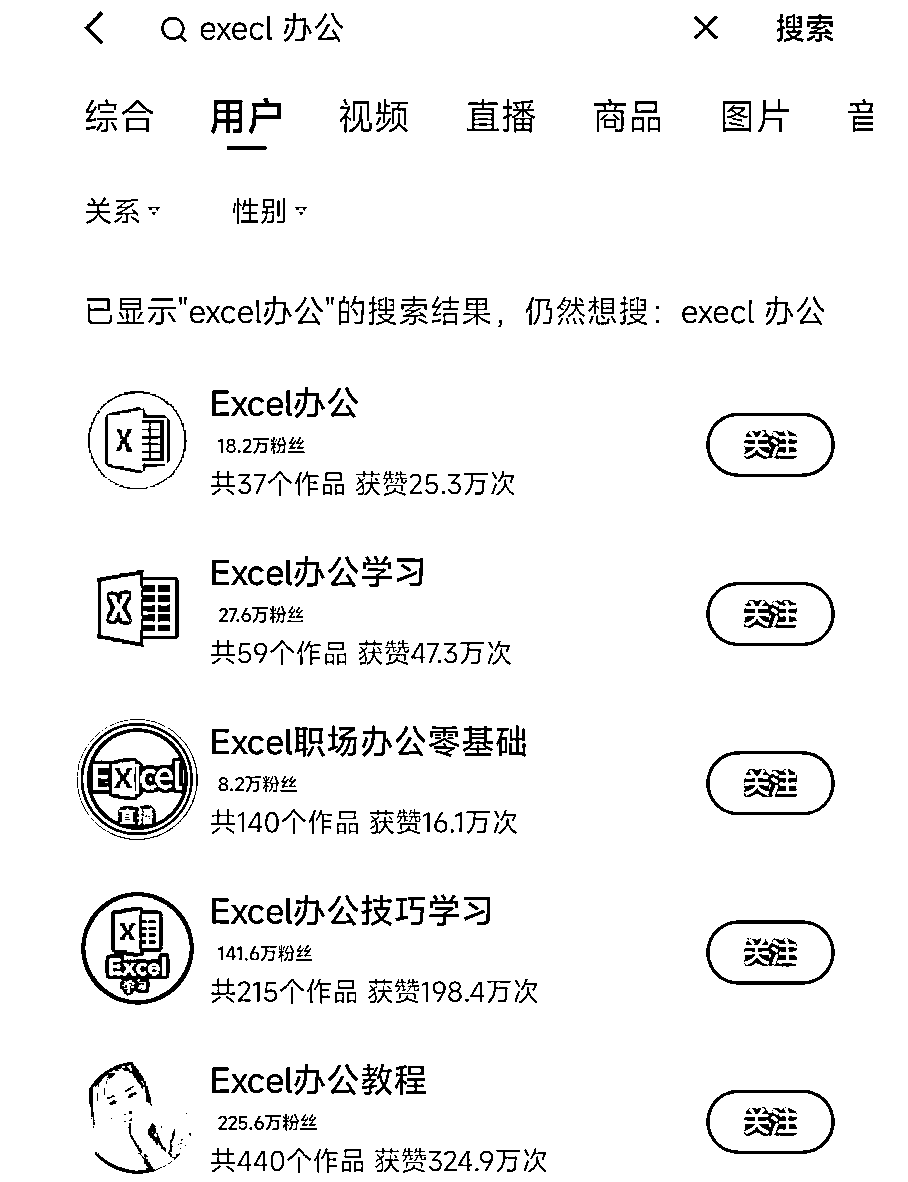 execl 办公 搜索
综合 用户 视频 直播 商品 图片
关系 性别
已显示"excel办公"的搜索结果，仍然想搜：execl 办公
X
Excel办公
18.2万粉丝
关注
共37个作品 获赞25.3万次
X
Excel办公学习
27.6万粉丝
关注
共59个作品 获赞47.3万次
Excel职场办公零基础
Excel
8.2万粉丝
关注
直播
共140个作品 获赞16.1万次
Excel办公技巧学习
X
141.6万粉丝
关注
Excel
学习
共215个作品 获赞198.4万次
Excel办公教程
225.6万粉丝
关注
共440个作品 获赞324.9万次